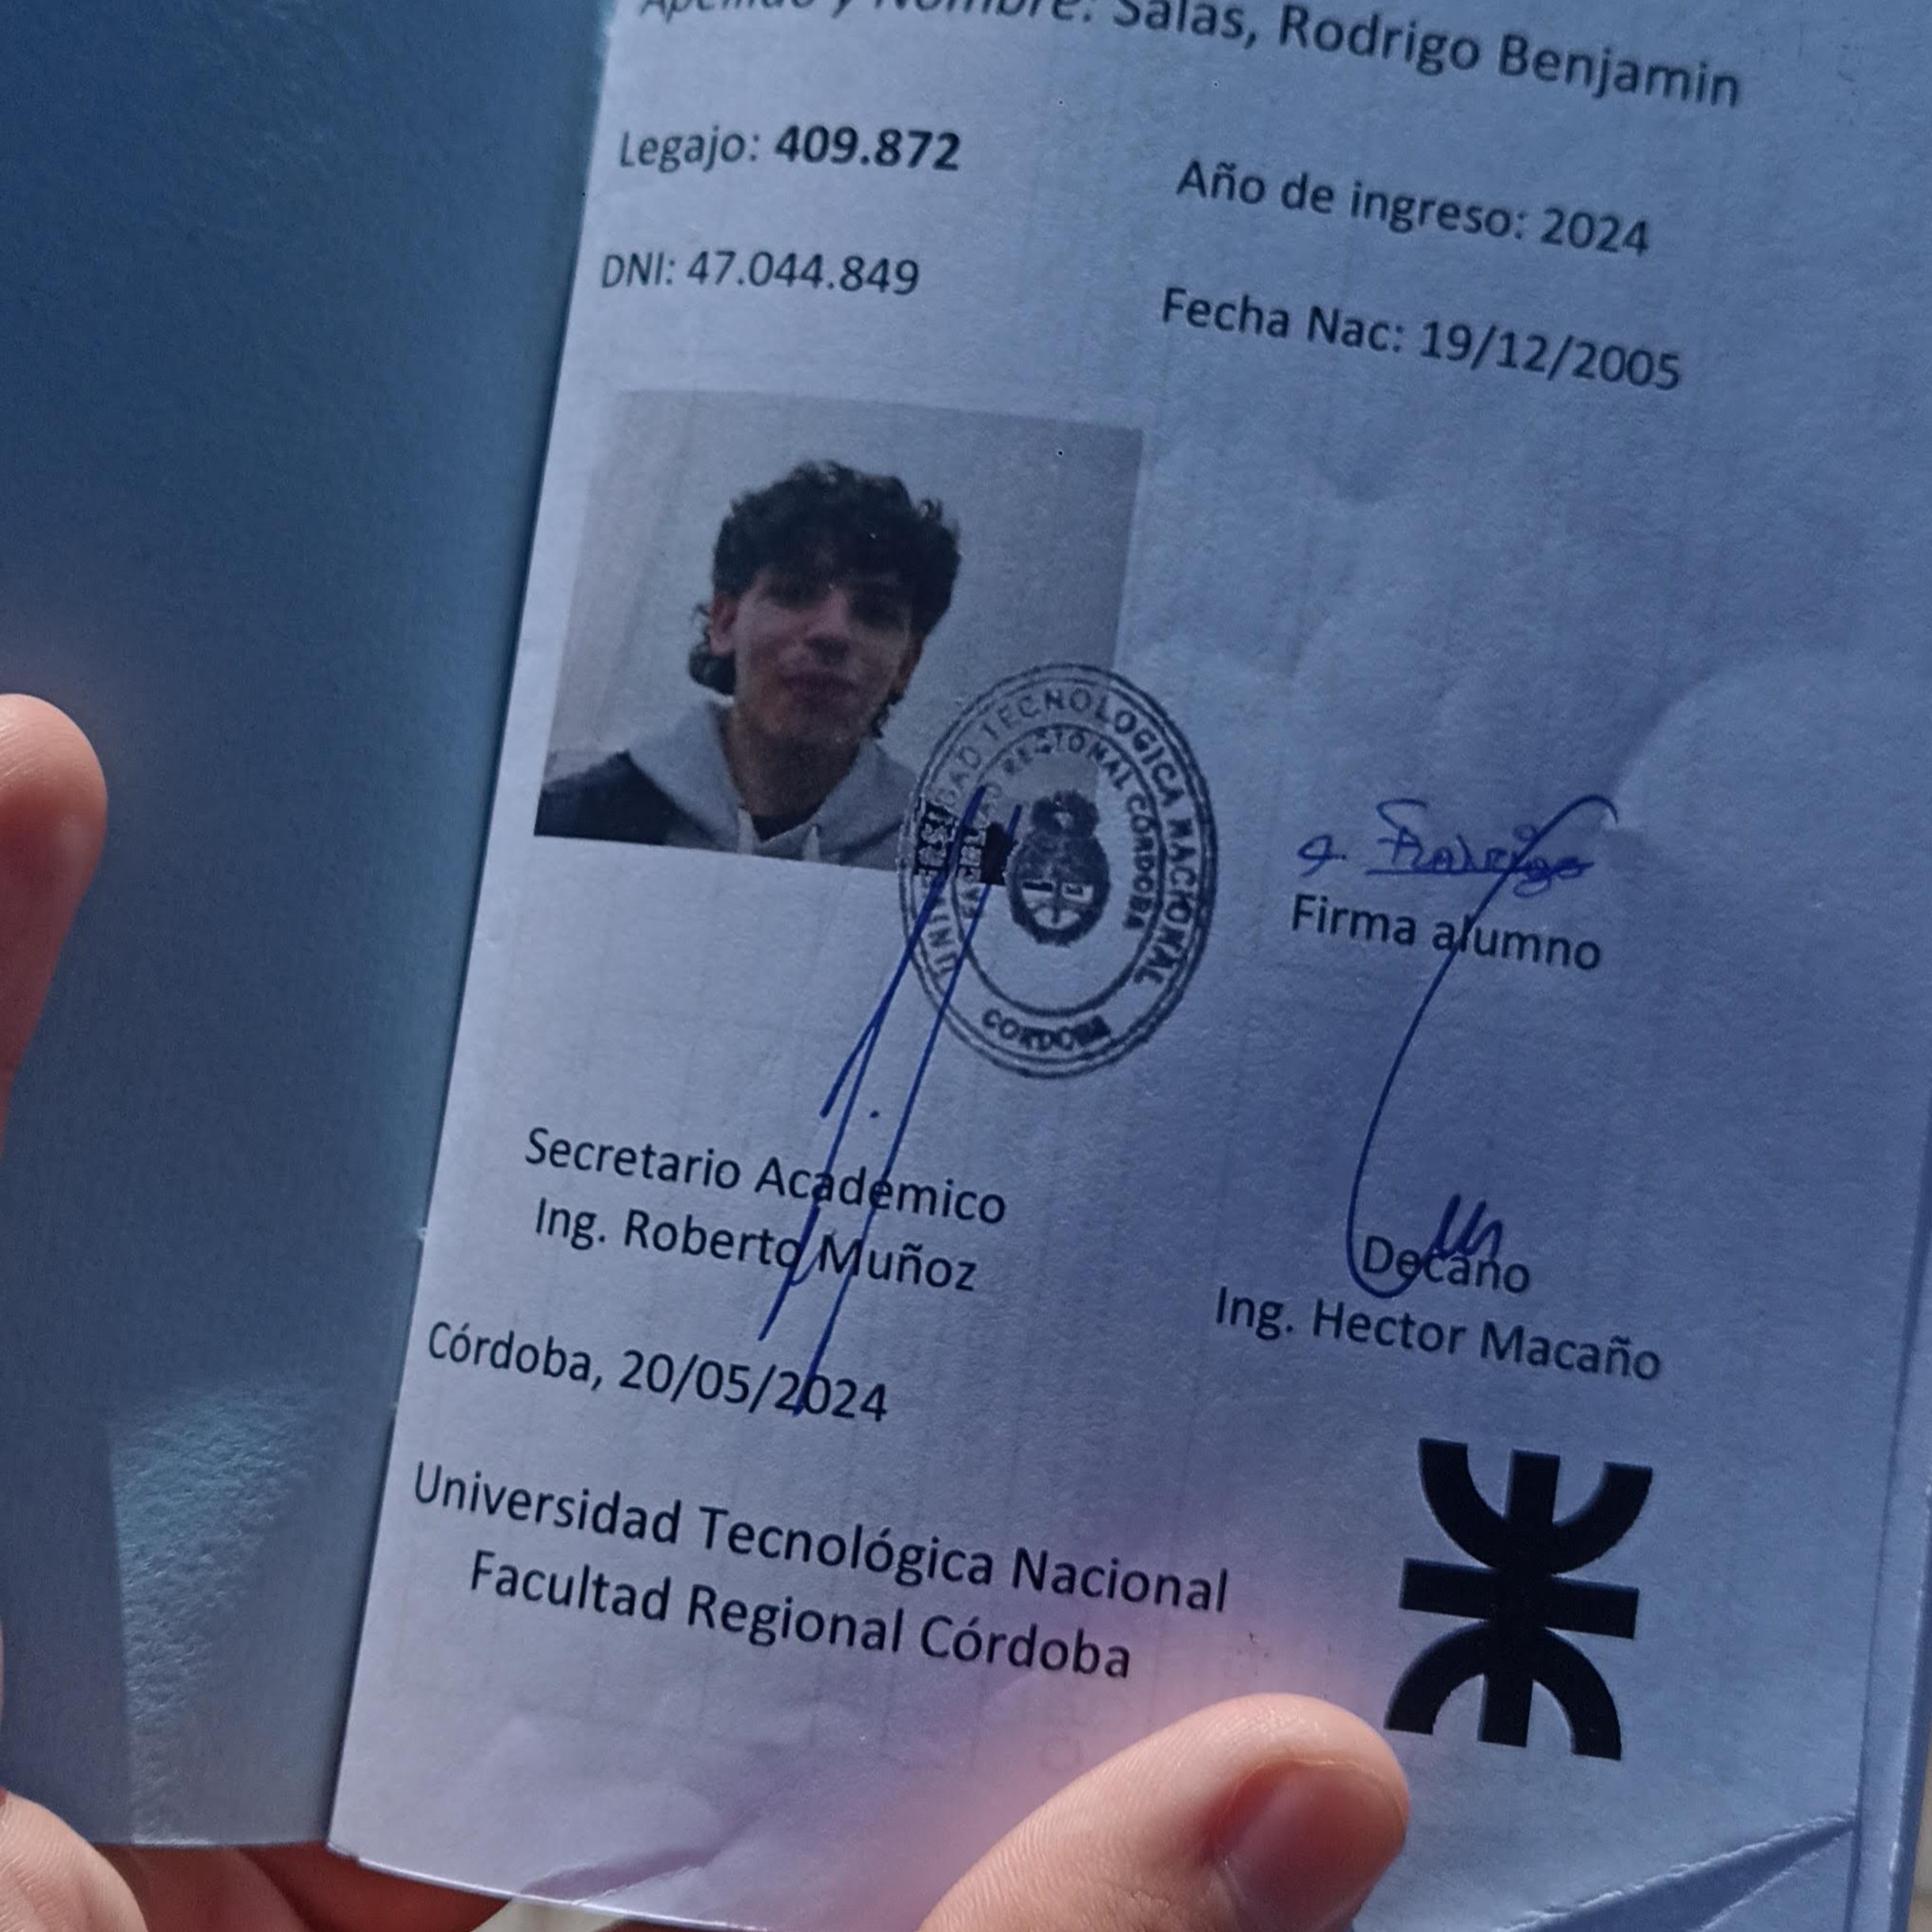 Apellido y Nombre: Salas, Rodrigo Benjamin
Legajo: 409.872
Año de ingreso: 2024
DNI: 47.044.849
Fecha Nac: 19/12/2005
UNIVERSIDAD TECNOLOGICA NACIONAL
FACULTAD REGIONAL CÓRDOBA
CORDOBA
Firma alumno
Secretario Académico
Ing. Roberto Muñoz
Decano
Ing. Hector Macaño
Córdoba, 20/05/2024
Universidad Tecnológica Nacional
Facultad Regional Córdoba